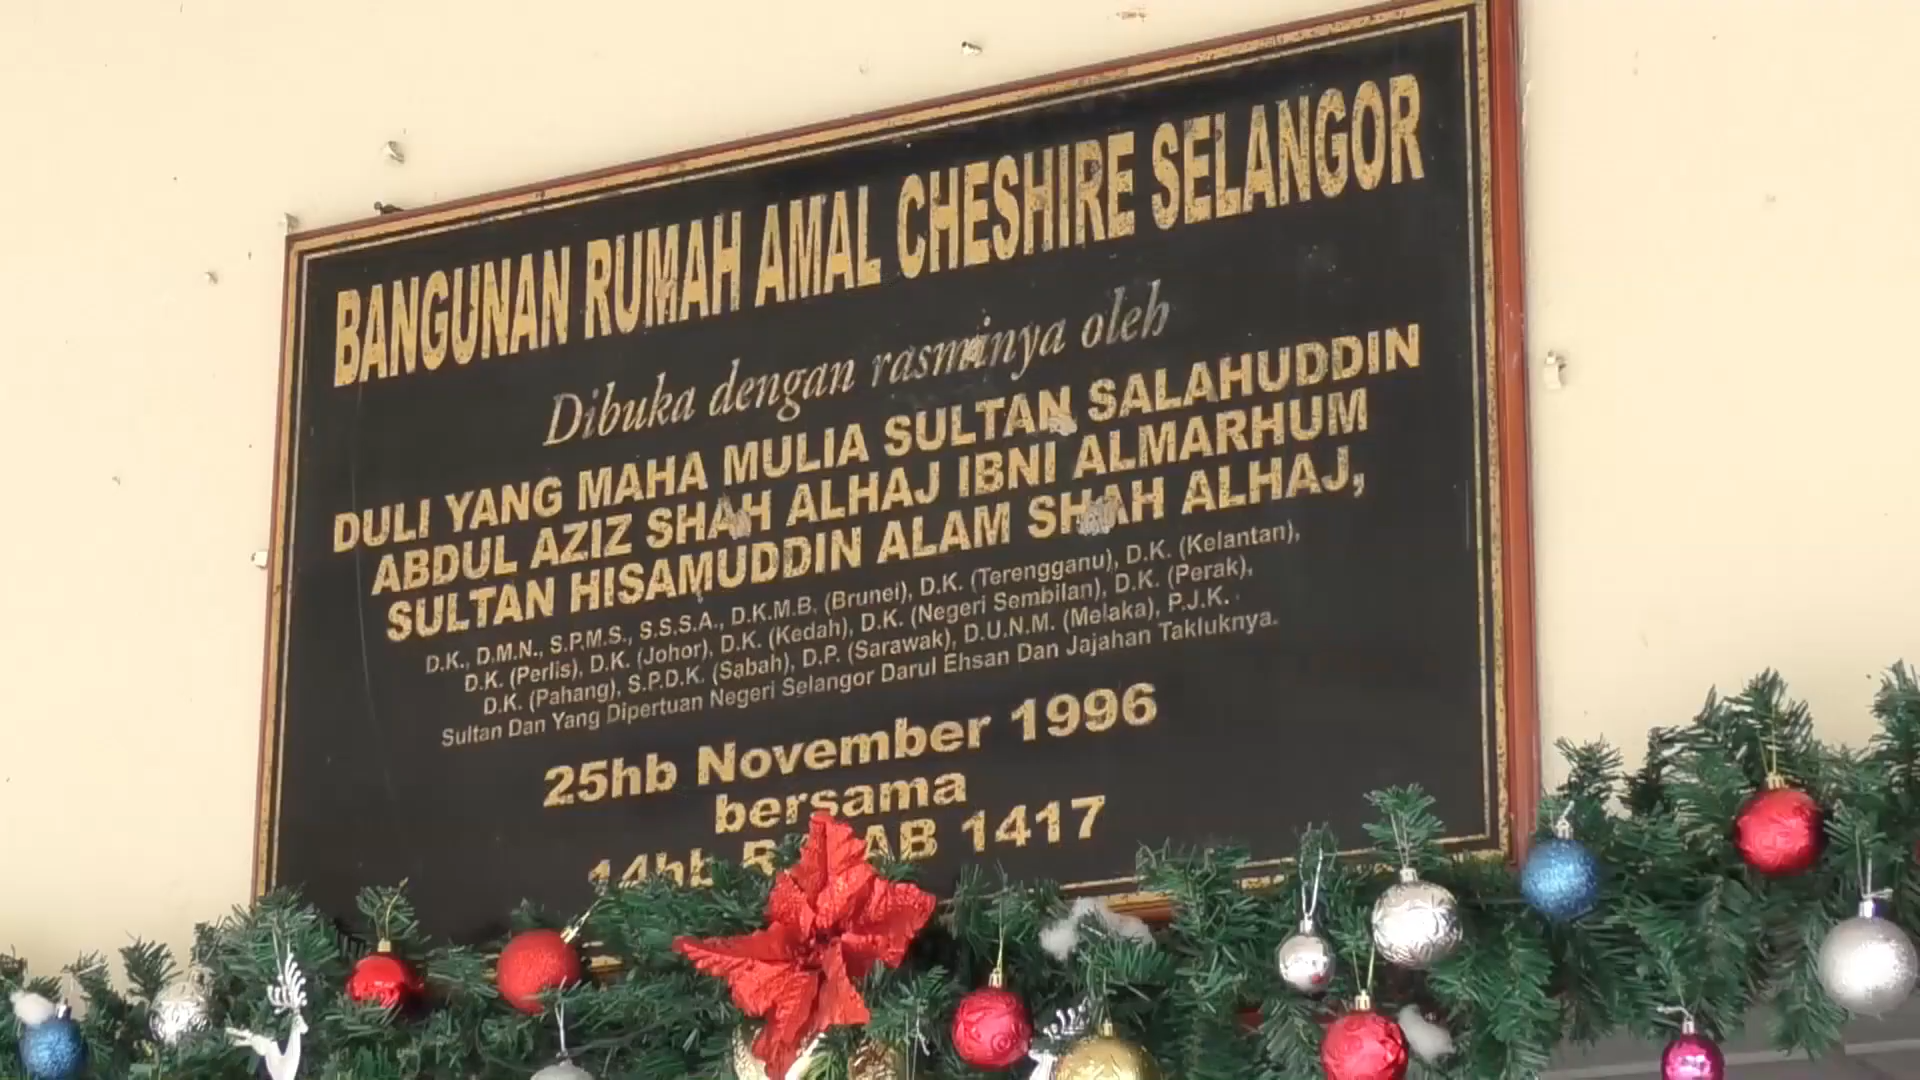 BANGUNAN RUMAH AMAL CHESHIRE SELANGOR
Dibuka dengan rasminya oleh
DULI YANG MAHA MULIA SULTAN SALAHUDDIN
ABDUL AZIZ SHAH ALHAJ IBNI ALMARHUM
SULTAN HISAMUDDIN ALAM SHAH ALHAJ,
D.K., D.M.N., S.P.M.S., S.S.S.A., D.K.M.B. (Brunei), D.K. (Terengganu), D.K. (Kelantan),
D.K. (Perlis), D.K. (Johor), D.K. (Kedah), D.K. (Negeri Sembilan), D.K. (Perak),
D.K. (Pahang), S.P.D.K. (Sabah), D.P. (Sarawak), D.U.N.M. (Melaka), P.J.K.
Sultan Dan Yang Dipertuan Negeri Selangor Darul Ehsan Dan Jajahan Takluknya.
25hb November 1996
bersama
14hb 1417